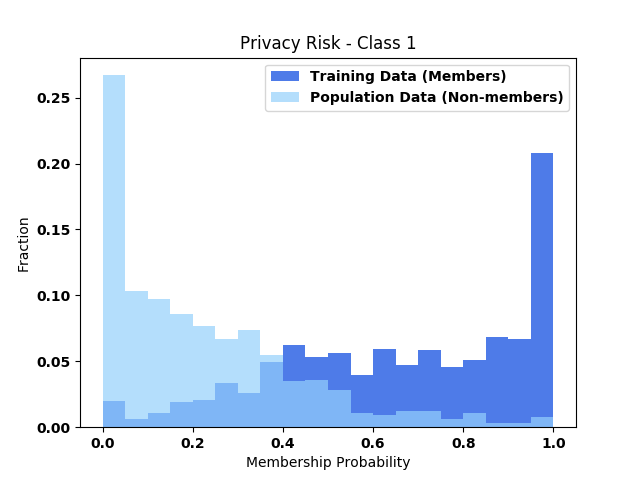 Privacy Risk - Class 1
Training Data (Members)
Population Data (Non-members)
0.25
0.20
0.15
0.10
0.05
0.00
Fraction
0.0 0.2 0.4 0.6 0.8 1.0
Membership Probability